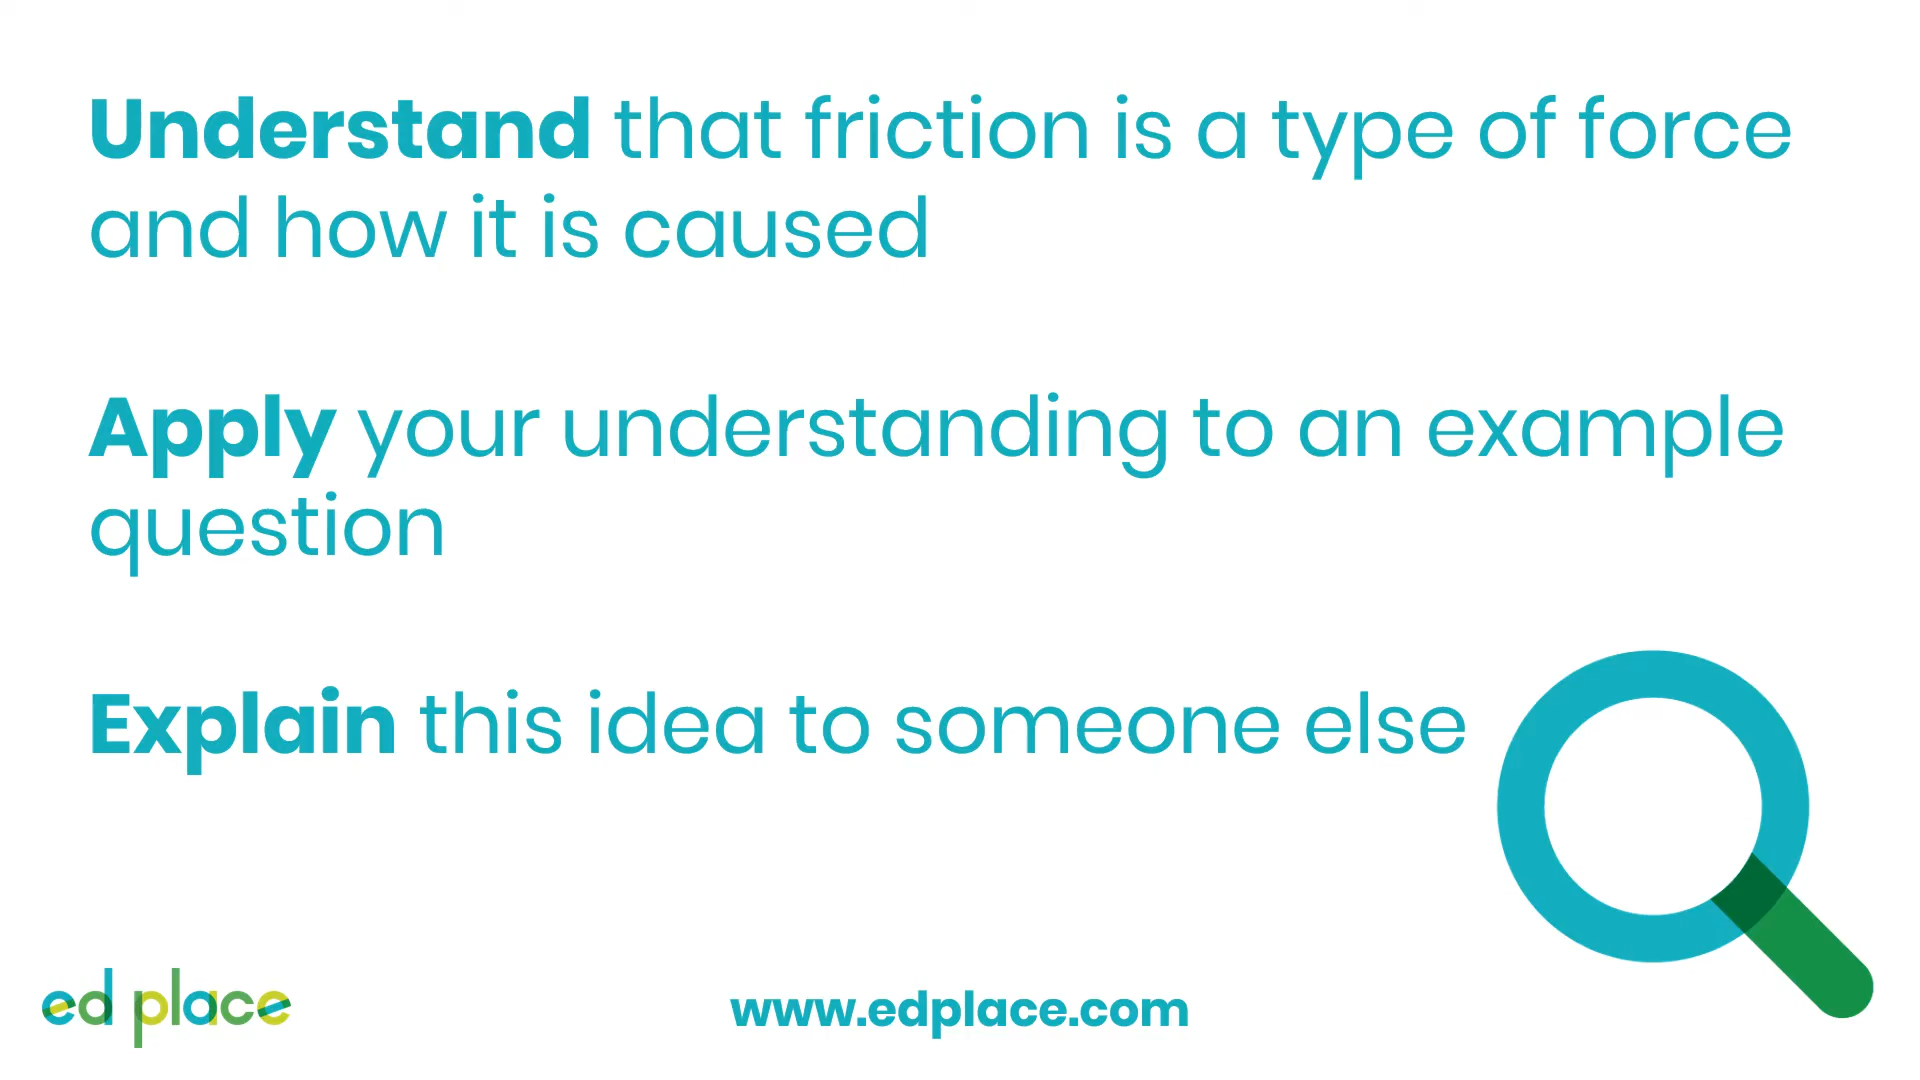 Understand that friction is a type of force
and how it is caused
Apply your understanding to an example
question
Explain this idea to someone else
ed place
www.edplace.com